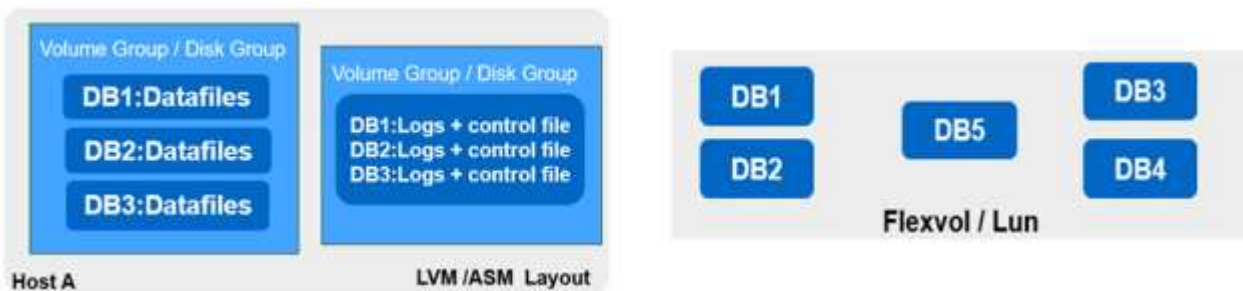 Volume Group / Disk Group
DB1:Datafiles
DB2:Datafiles
DB3:Datafiles
Volume Group / Disk Group
DB1:Logs + control file
DB2:Logs + control file
DB3:Logs + control file
Host A
LVM /ASM Layout
DB1
DB2
DB5
DB3
DB4
Flexvol / Lun